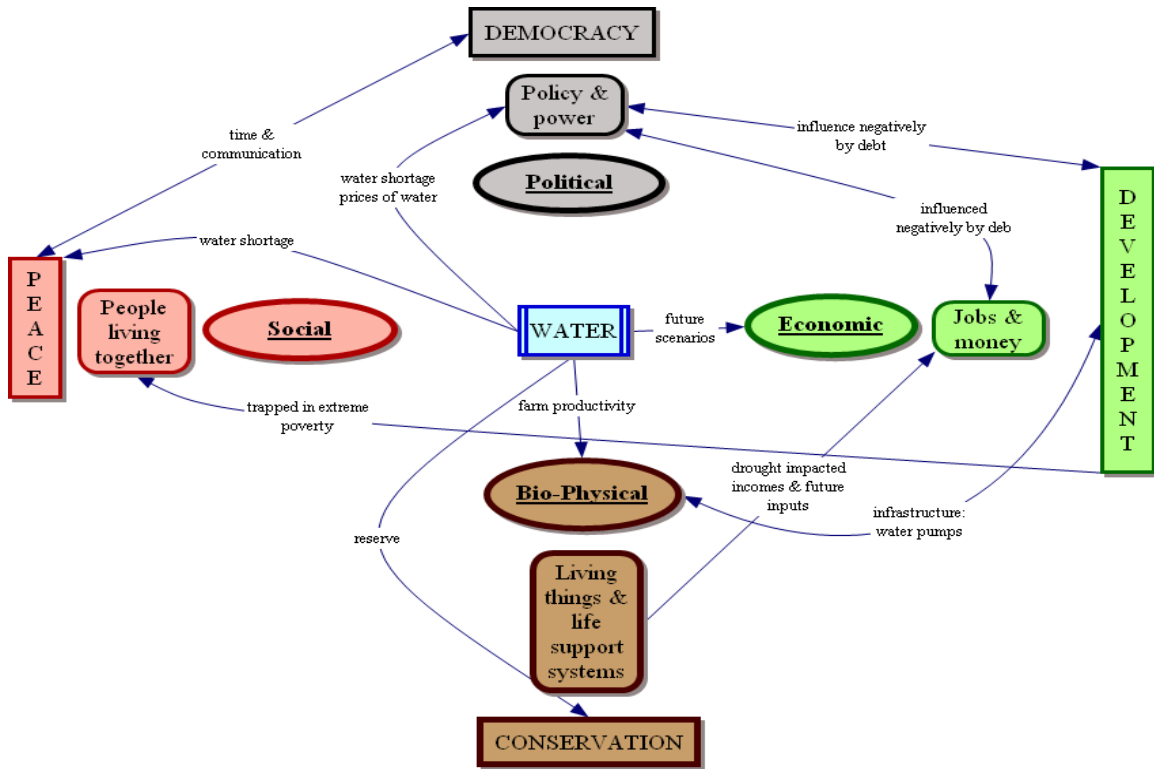 DEMOCRACY
Policy &
power
time &
communication
influence negatively
by debt
water shortage
prices of water
Political
influenced
negatively by deb
water shortage
P
E
A
C
E
People
living
together
Social
WATER
future
scenarios
Economic
Jobs &
money
D
E
V
E
L
O
P
M
E
N
T
trapped in extreme
poverty
farm productivity
drought impacted
incomes & future
inputs
Bio-Physical
infrastructure:
water pumps
reserve
Living
things &
life
support
systems
CONSERVATION